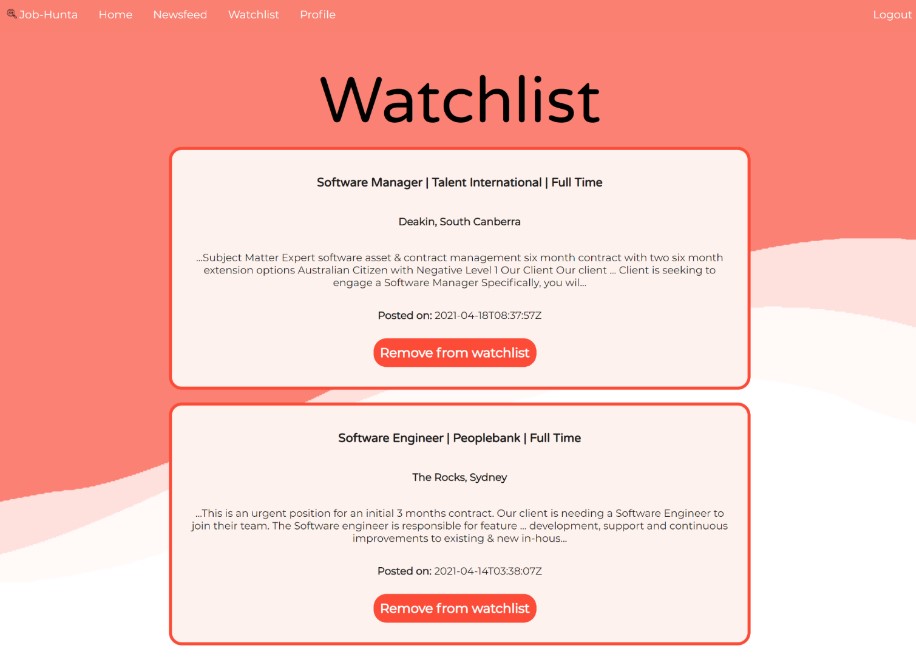 Job-Hunta Home Newsfeed Watchlist Profile Logout
Watchlist
Software Manager | Talent International | Full Time
Deakin, South Canberra
...Subject Matter Expert software asset & contract management six month contract with two six month
extension options Australian Citizen with Negative Level 1 Our Client Our client ... Client is seeking to
engage a Software Manager Specifically, you wil...
Posted on: 2021-04-18T08:37:57Z
Remove from watchlist
Software Engineer | Peoplebank | Full Time
The Rocks, Sydney
...This is an urgent position for an initial 3 months contract. Our client is needing a Software Engineer to
join their team. The Software engineer is responsible for feature ... development, support and continuous
improvements to existing & new in-hous...
Posted on: 2021-04-14T03:38:07Z
Remove from watchlist